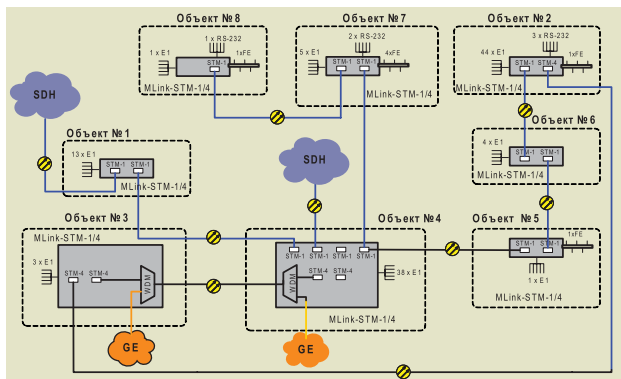 Объект №8
1 x RS-232
1 x E1
STM-1
1xFE
MLink-STM-1/4
Объект №7
2 x RS-232
5 x E1
STM-1 STM-1
4xFE
MLink-STM-1/4
Объект №2
3 x RS-232
44 x E1
STM-1 STM-4
1xFE
MLink-STM-1/4
SDH
Объект №1
13 x E1
STM-1 STM-1
MLink-STM-1/4
SDH
Объект №6
4 x E1
STM-1 STM-1
MLink-STM-1/4
Объект №3
MLink-STM-1/4
3 x E1
STM-4 STM-4
WDM
GE
Объект №4
STM-1 STM-1 STM-1 STM-1
WDM
STM-4 STM-4
38 x E1
MLink-STM-1/4
GE
Объект №5
1xFE
STM-1 STM-1
1 x E1
MLink-STM-1/4